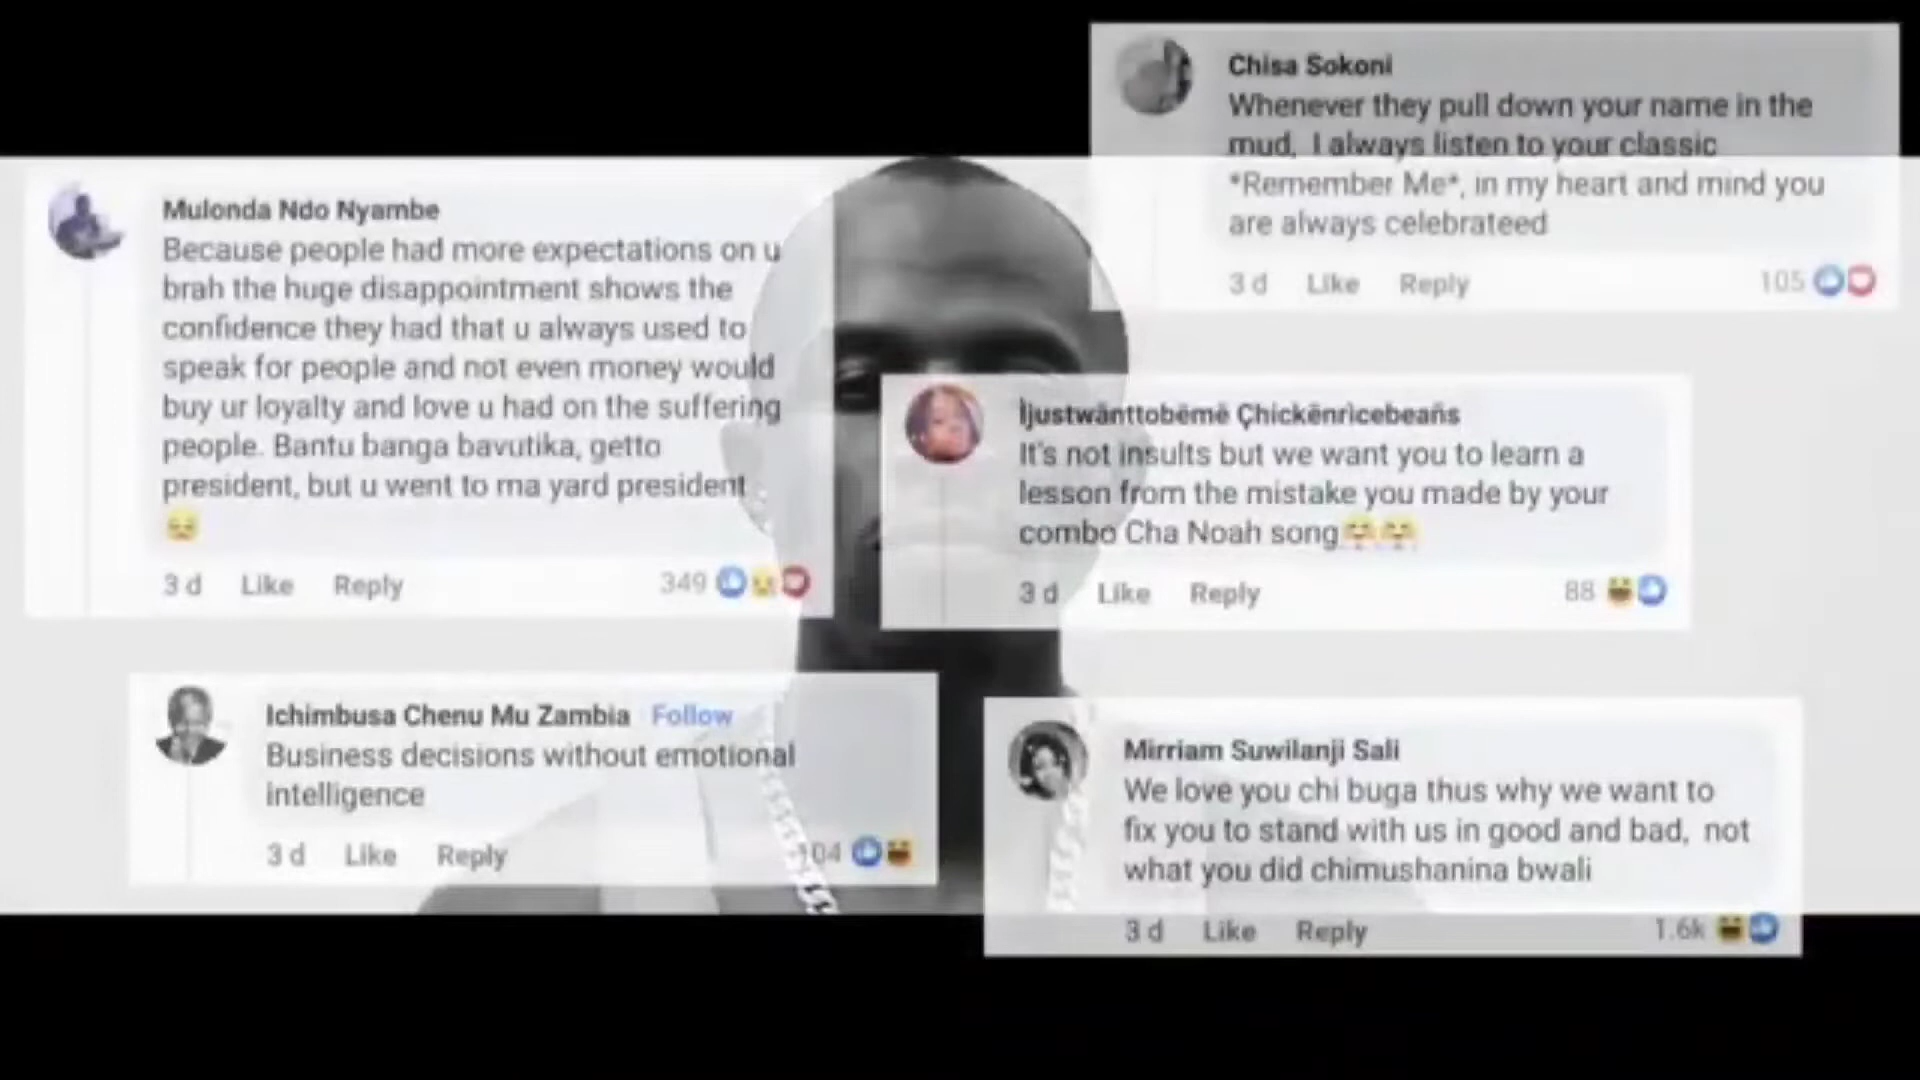 Chisa Sokoni
Whenever they pull down your name in the
mud, I always listen to your classic
*Remember Me*, in my heart and mind you
are always celebrateed
3 d Like Reply 105
Mulonda Ndo Nyambe
Because people had more expectations on u
brah the huge disappointment shows the
confidence they had that u always used to
speak for people and not even money would
buy ur loyalty and love u had on the suffering
people. Bantu banga bavutika, getto
president, but u went to ma yard president
😥
3 d Like Reply 349
Ìjustwānttobēmē Çhickēnrìcebeañs
It's not insults but we want you to learn a
lesson from the mistake you made by your
combo Cha Noah song
3 d Like Reply 88
Ichimbusa Chenu Mu Zambia Follow
Business decisions without emotional
intelligence
3 d Like Reply 104
Mirriam Suwilanji Sali
We love you chi buga thus why we want to
fix you to stand with us in good and bad, not
what you did chimushanina bwali
3 d Like Reply 1.6k